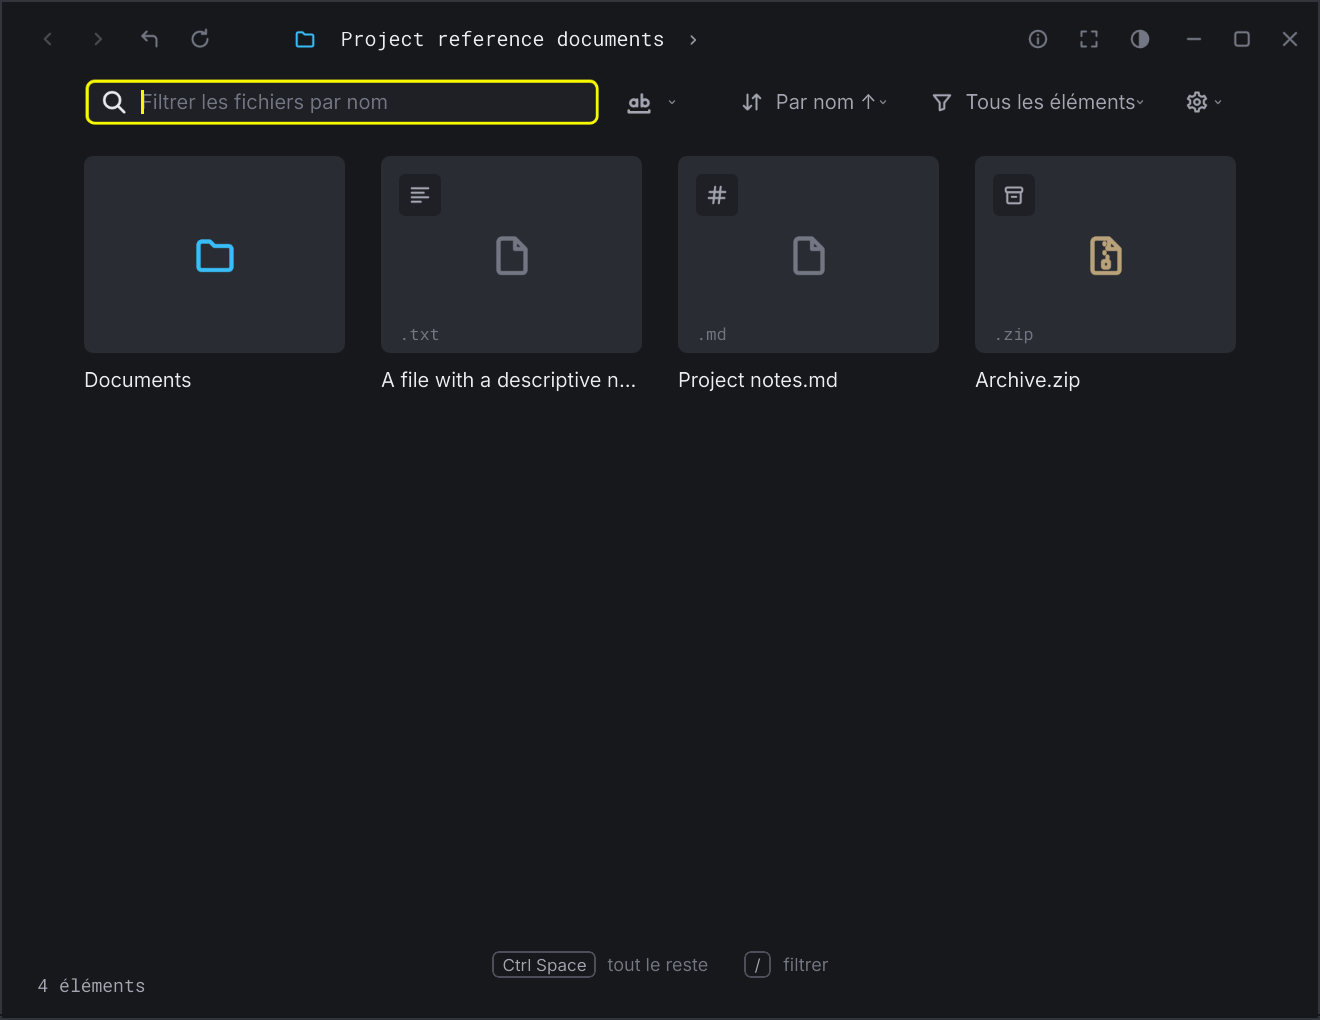 Project reference documents
Filtrer les fichiers par nom
ab
Par nom ↑
Tous les éléments
.txt
.md
.zip
Documents
A file with a descriptive n...
Project notes.md
Archive.zip
Ctrl Space tout le reste / filtrer
4 éléments